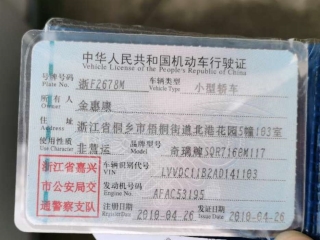 中华人民共和国机动车行驶证
Vehicle License of the People's Republic of China
号牌号码 浙F2678M 车辆类型 小型轿车
Plate No. Vehicle Type
所有人 金惠康
Owner
住址 浙江省桐乡市梧桐街道北港花园5幢103室
Address
使用性质 非营运 品牌型号 奇瑞牌SQR7160M117
Use Character Model
浙江省嘉兴 车辆识别代号 LVVDC11B2AD141103
VIN
市公安局交 发动机号码 AFAC53195
Engine No.
通警察支队 注册日期 2010-04-26 发证日期 2010-04-26
Register Date Issue Date